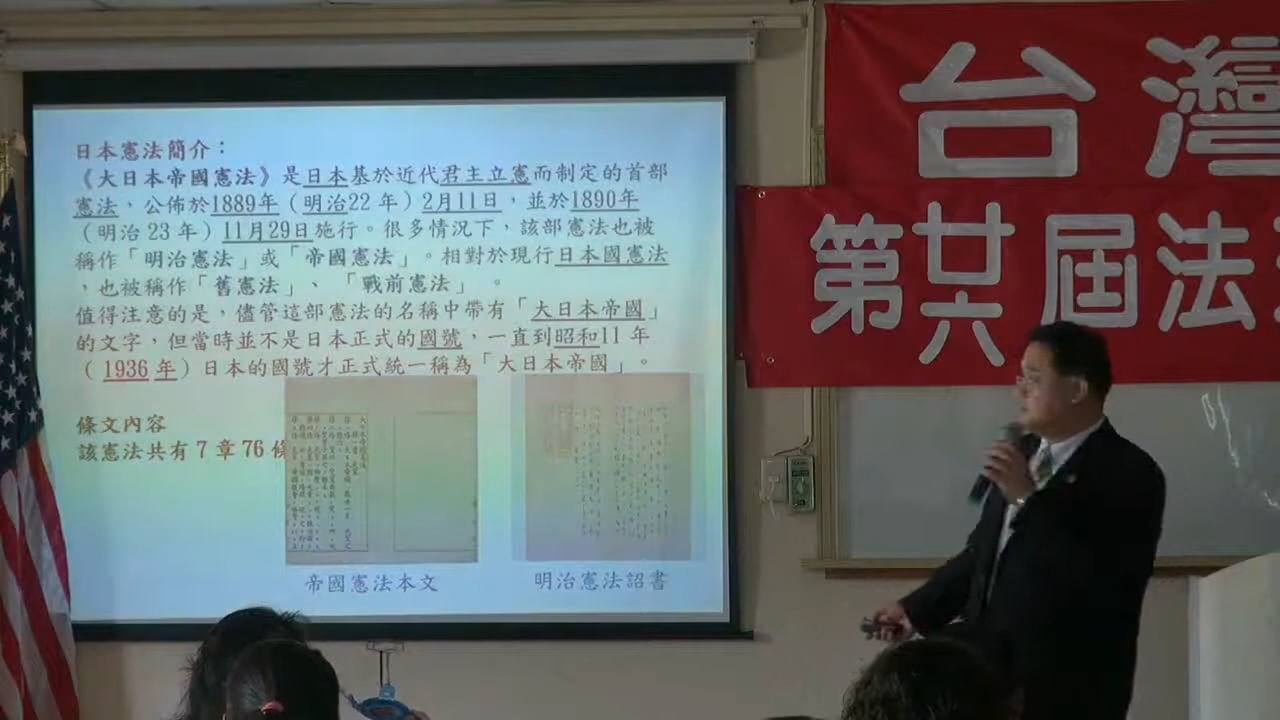 日本憲法簡介：
《大日本帝國憲法》是日本基於近代君主立憲而制定的首部
憲法，公佈於1889年（明治22年）2月11日，並於1890年
（明治23年）11月29日施行。很多情況下，該部憲法也被
稱作「明治憲法」或「帝國憲法」。相對於現行日本國憲法
，也被稱作「舊憲法」、「戰前憲法」。
值得注意的是，儘管這部憲法的名稱中帶有「大日本帝國」
的文字，但當時並不是日本正式的國號，一直到昭和11年
（1936年）日本的國號才正式統一稱為「大日本帝國」。
條文內容
該憲法共有7章76條
帝國憲法本文
明治憲法詔書
台灣
第廿六屆法